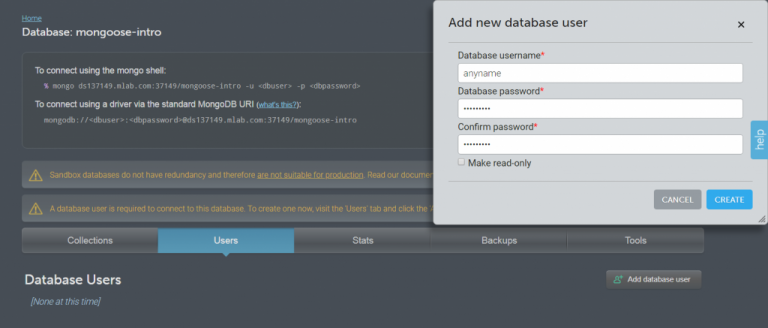 Home
Database: mongoose-intro
To connect using the mongo shell:
% mongo ds137149.mlab.com:37149/mongoose-intro -u <dbuser> -p <dbpassword>
To connect using a driver via the standard MongoDB URI (what's this?):
mongodb://<dbuser>:<dbpassword>@ds137149.mlab.com:37149/mongoose-intro
Sandbox databases do not have redundancy and therefore are not suitable for production. Read our docume
A database user is required to connect to this database. To create one now, visit the 'Users' tab and click the
Collections
Users
Stats
Backups
Tools
Database Users
Add database user
[None at this time]
Add new database user
×
Database username*
anyname
Database password*
•••••••••
Confirm password*
•••••••••
Make read-only
CANCEL
CREATE
help